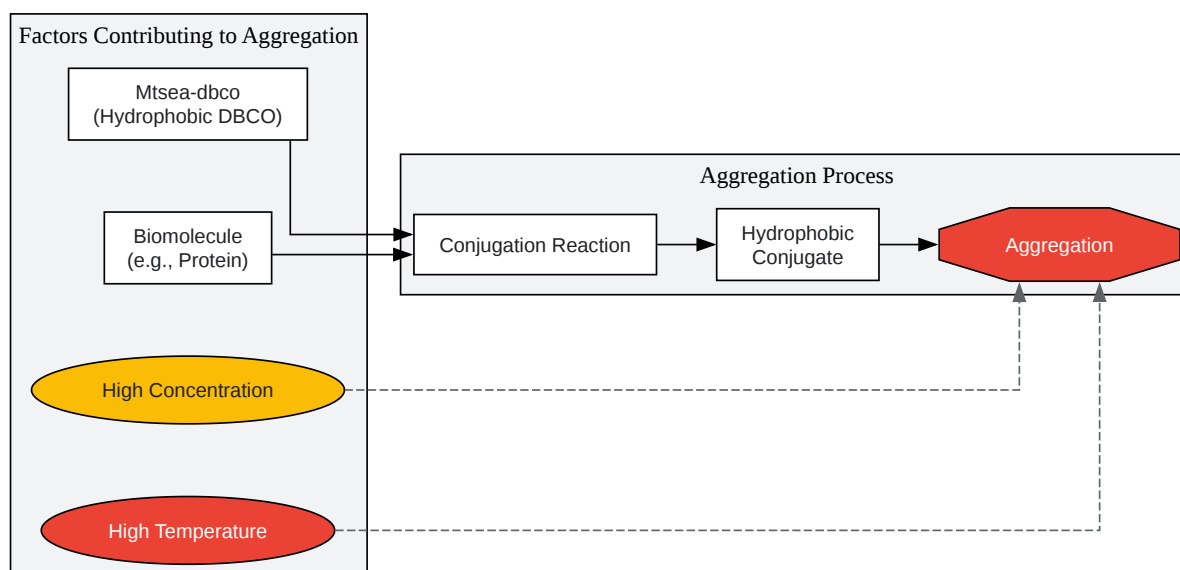 Factors Contributing to Aggregation
Mtsea-dbco
(Hydrophobic DBCO)
Biomolecule
(e.g., Protein)
High Concentration
High Temperature
Aggregation Process
Conjugation Reaction
Hydrophobic
Conjugate
Aggregation